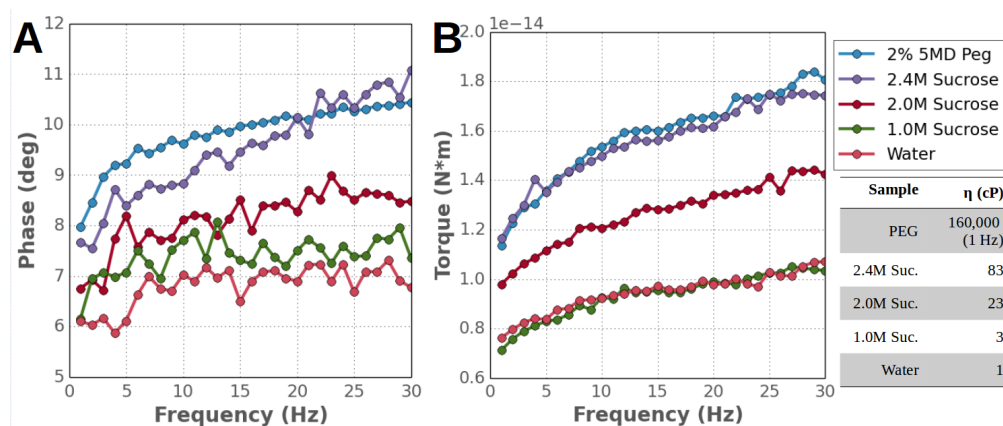 A
12
11
10
9
8
7
6
5
Phase (deg)
0 5 10 15 20 25 30
Frequency (Hz)
B
1e−14
2.0
1.8
1.6
1.4
1.2
1.0
0.8
0.6
Torque (N*m)
0 5 10 15 20 25 30
Frequency (Hz)
2% 5MD Peg
2.4M Sucrose
2.0M Sucrose
1.0M Sucrose
Water
Sample η (cP)
PEG 160,000
(1 Hz)
2.4M Suc. 83
2.0M Suc. 23
1.0M Suc. 3
Water 1